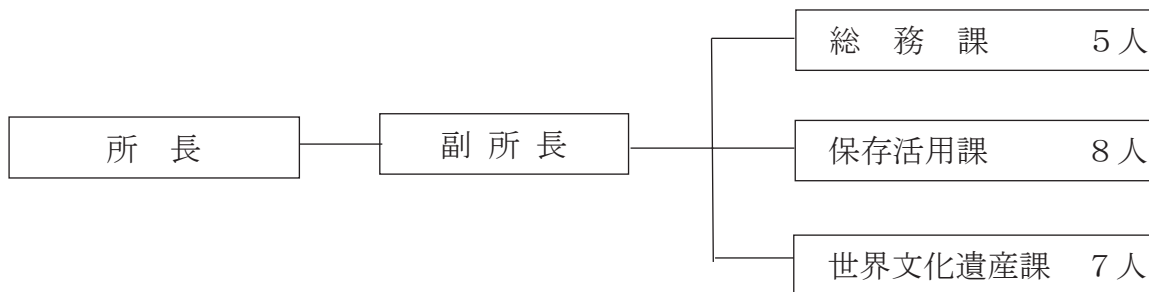 総　務　課　　　５人
所　長
副 所 長
保存活用課　　　８人
世界文化遺産課　７人